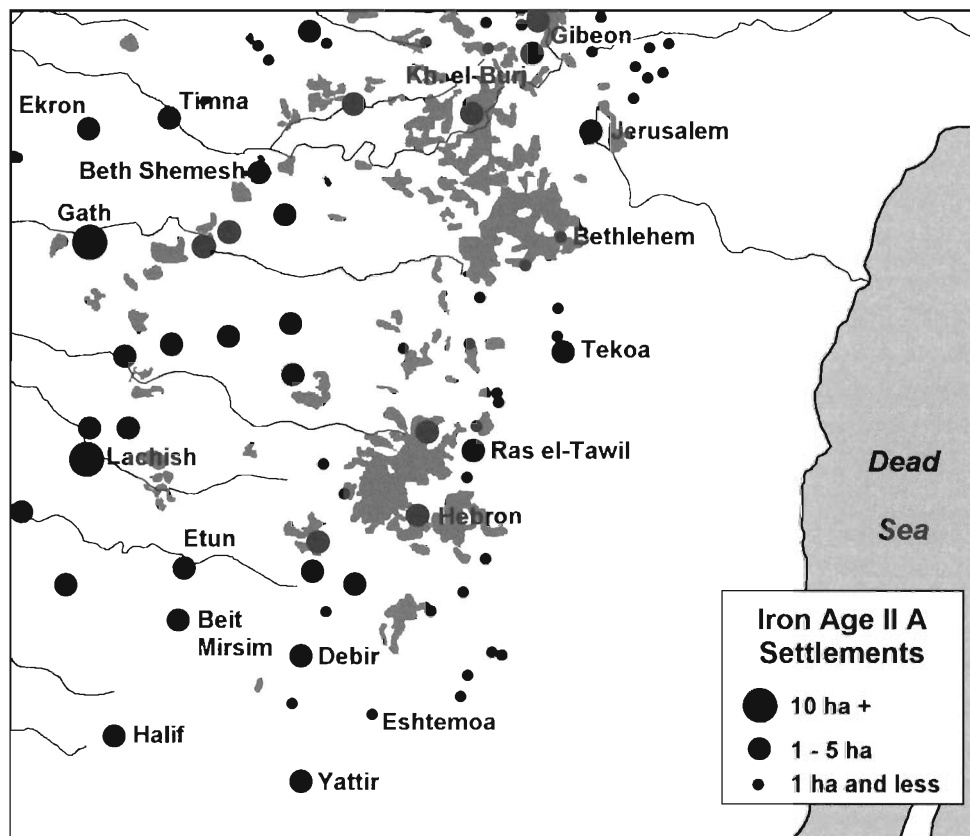 Gibeon
Kh. el-Burj
Ekron
Timna
Jerusalem
Beth Shemesh
Gath
Bethlehem
Tekoa
Ras el-Tawil
Lachish
Dead
Sea
Hebron
Etun
Beit
Mirsim
Debir
Eshtemoa
Halif
Yattir
Iron Age II A
Settlements
10 ha +
1 - 5 ha
1 ha and less